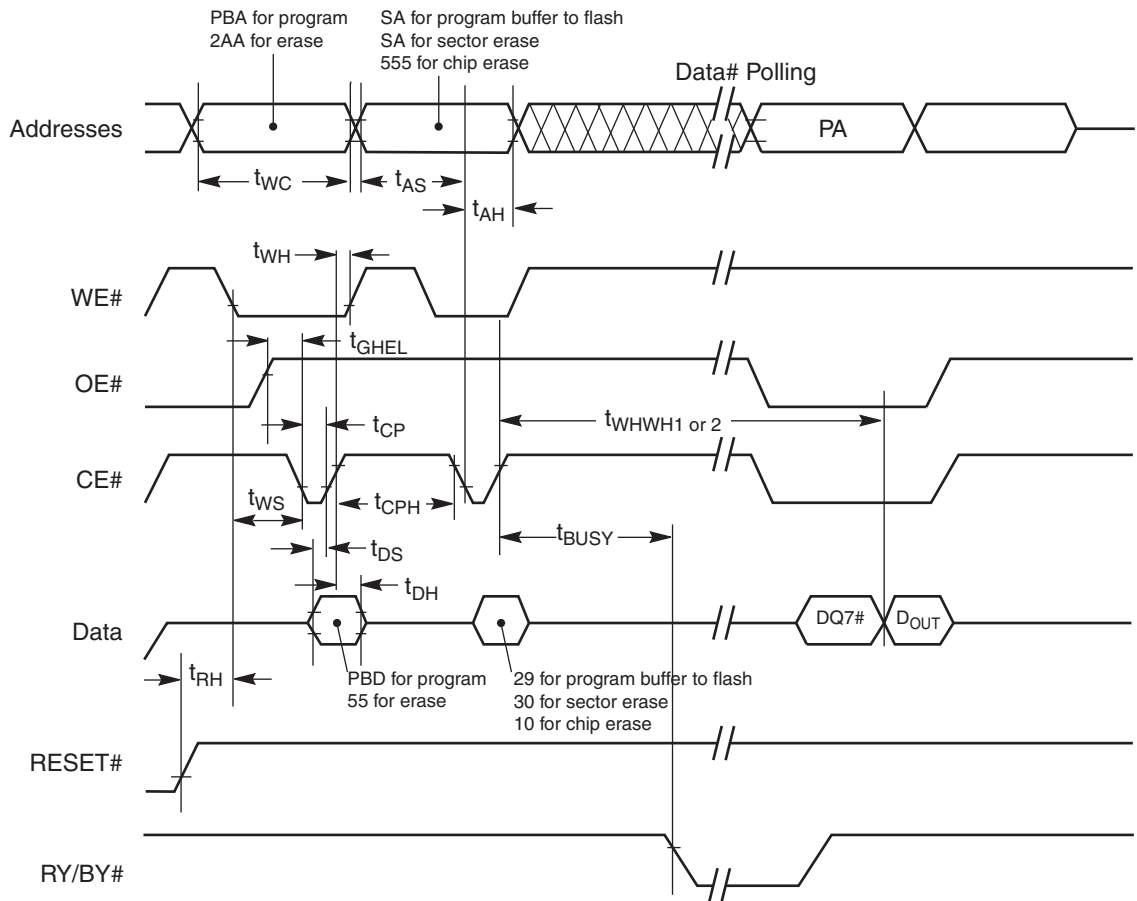 PBA for program
2AA for erase
SA for program buffer to flash
SA for sector erase
555 for chip erase
Data# Polling
Addresses
PA
tWC
tAS
tAH
tWH
WE#
tGHEL
OE#
tWHWH1 or 2
tCP
CE#
tWS
tCPH
tBUSY
tDS
tDH
Data
DQ7#
DOUT
tRH
PBD for program
55 for erase
29 for program buffer to flash
30 for sector erase
10 for chip erase
RESET#
RY/BY#